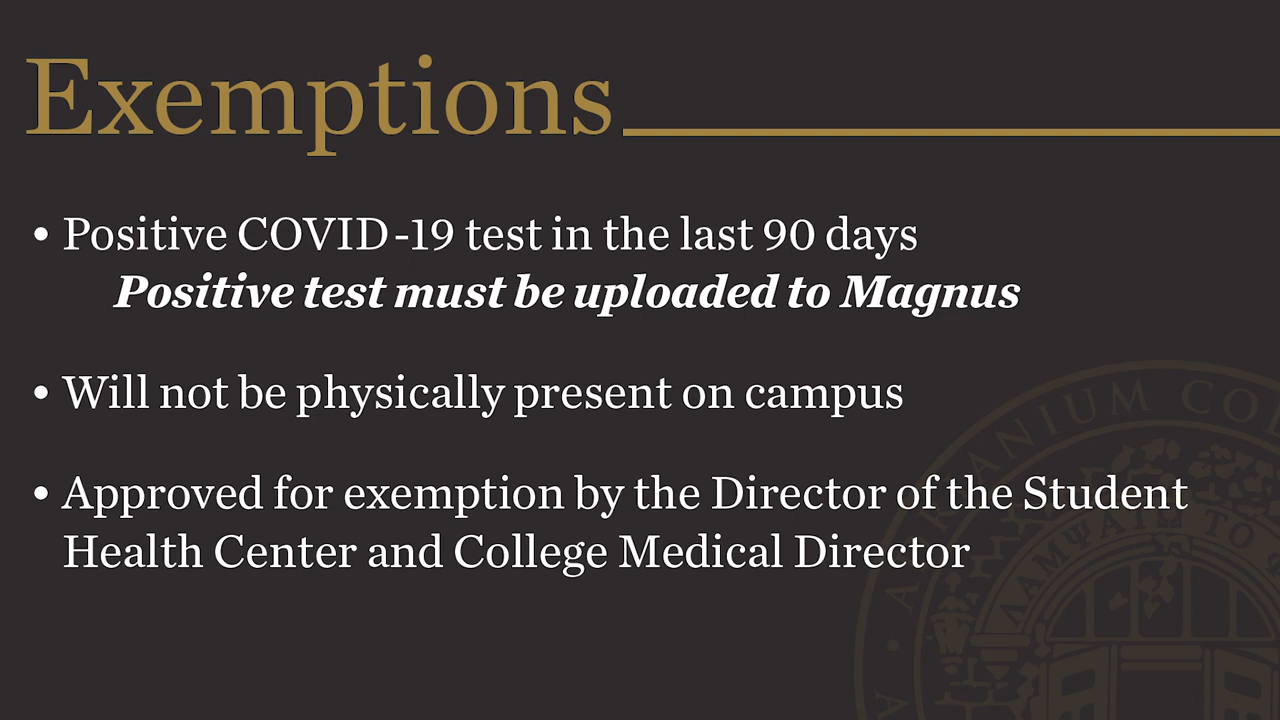 Exemptions
• Positive COVID-19 test in the last 90 days
Positive test must be uploaded to Magnus
• Will not be physically present on campus
• Approved for exemption by the Director of the Student
Health Center and College Medical Director